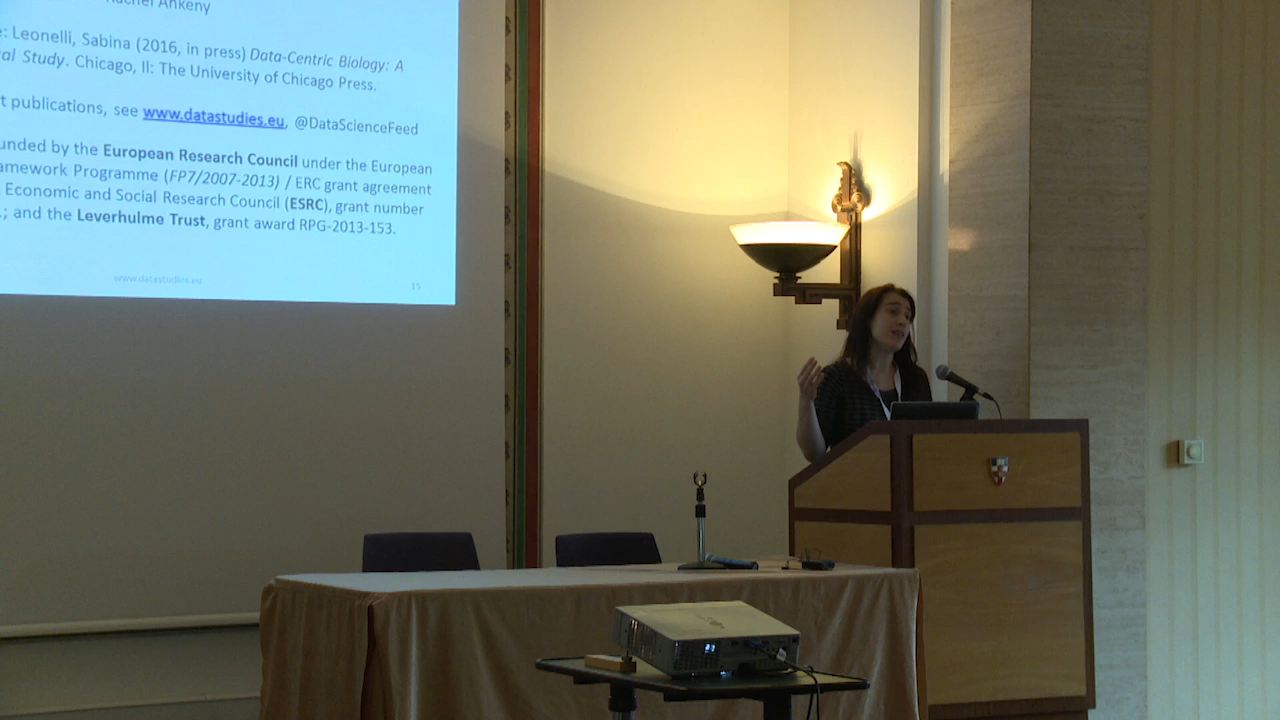 Rachel Ankeny
e: Leonelli, Sabina (2016, in press) Data-Centric Biology: A
al Study. Chicago, Il: The University of Chicago Press.
t publications, see www.datastudies.eu, @DataScienceFeed
unded by the European Research Council under the European
amework Programme (FP7/2007-2013) / ERC grant agreement
Economic and Social Research Council (ESRC), grant number
.; and the Leverhulme Trust, grant award RPG-2013-153.
www.datastudies.eu
15